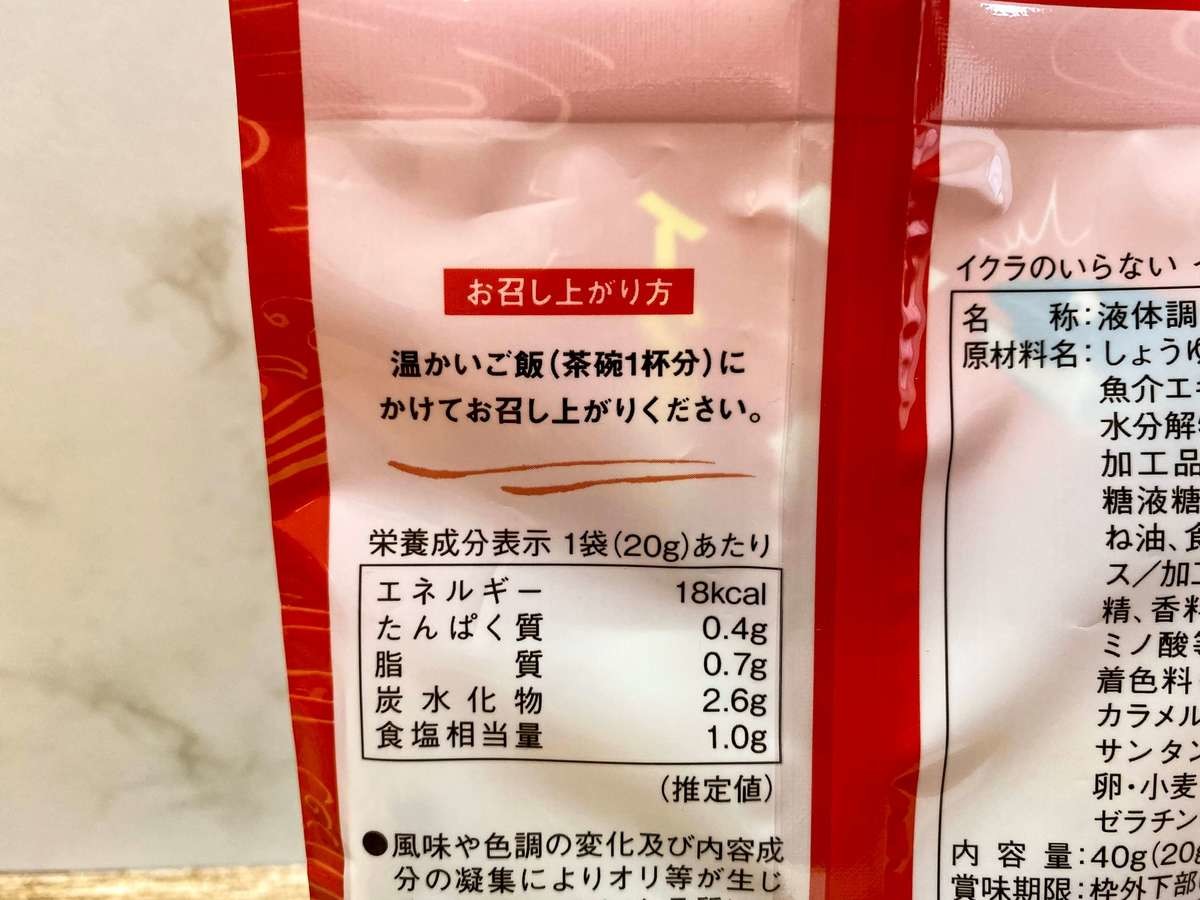 お召し上がり方
温かいご飯(茶碗1杯分)に
かけてお召し上がりください。
栄養成分表示 1袋(20g)あたり
エネルギー 18kcal
たんぱく質 0.4g
脂質 0.7g
炭水化物 2.6g
食塩相当量 1.0g
(推定値)
●風味や色調の変化及び内容成
分の凝集によりオリ等が生じ
イクラのいらない
名称:液体調
原材料名:しょうゆ
魚介エキ
水分解
加工品
糖液糖
ね油、食
ス/加工
精、香料
ミノ酸等
着色料
カラメル
サンタン
卵・小麦
ゼラチン
内容量:40g(20g
賞味期限:枠外下部